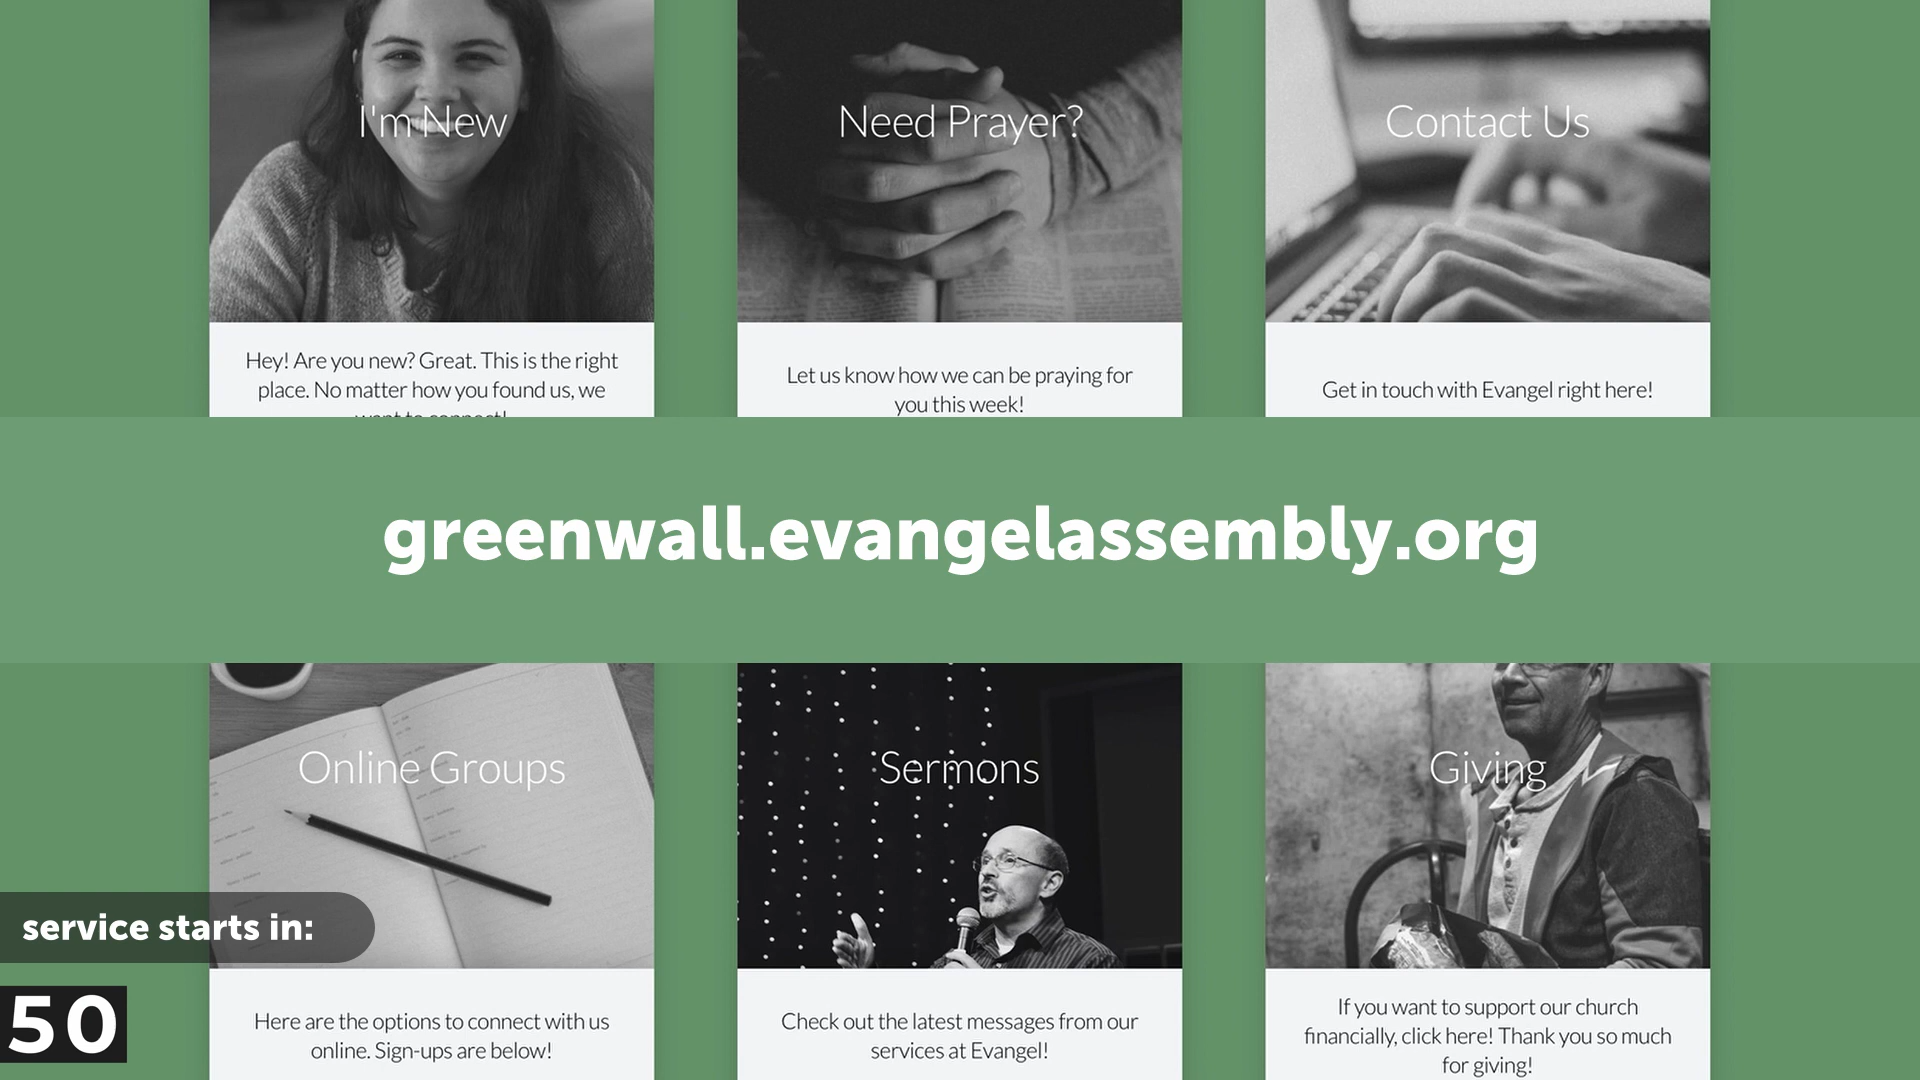 I'm New
Need Prayer?
Contact Us
Hey! Are you new? Great. This is the right
place. No matter how you found us, we
want to connect!
Let us know how we can be praying for
you this week!
Get in touch with Evangel right here!
greenwall.evangelassembly.org
Online Groups
Sermons
Giving
service starts in:
50
Here are the options to connect with us
online. Sign-ups are below!
Check out the latest messages from our
services at Evangel!
If you want to support our church
financially, click here! Thank you so much
for giving!